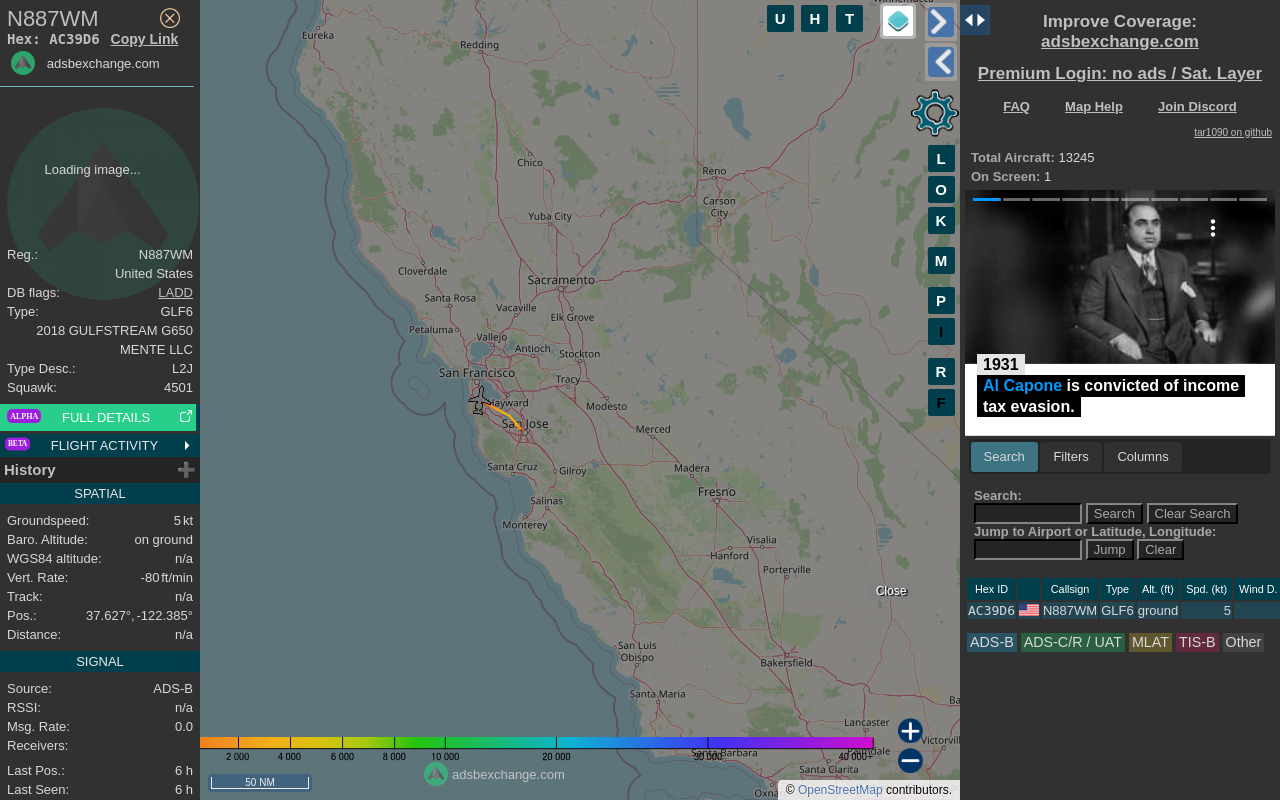 N887WM
Hex: AC39D6 Copy Link
adsbexchange.com
Loading image...
Reg.: N887WM
United States
DB flags: LADD
Type: GLF6
2018 GULFSTREAM G650
MENTE LLC
Type Desc.: L2J
Squawk: 4501
ALPHA FULL DETAILS
BETA FLIGHT ACTIVITY
History
SPATIAL
Groundspeed: 5 kt
Baro. Altitude: on ground
WGS84 altitude: n/a
Vert. Rate: -80 ft/min
Track: n/a
Pos.: 37.627°, -122.385°
Distance: n/a
SIGNAL
Source: ADS-B
RSSI: n/a
Msg. Rate: 0.0
Receivers:
Last Pos.: 6 h
Last Seen: 6 h
U H T
L
O
K
M
P
I
R
F
Eureka
Redding
Chico
Reno
Carson
City
Yuba City
Cloverdale
Sacramento
Santa Rosa
Vacaville
Elk Grove
Petaluma
Vallejo
Antioch
Stockton
San Francisco
Tracy
Hayward
Modesto
San Jose
Merced
Santa Cruz
Gilroy
Madera
Fresno
Salinas
Monterey
Visalia
Hanford
Porterville
Close
San Luis
Obispo
Bakersfield
Santa Maria
Lancaster
Santa Barbara
Palmdale
Santa Clarita
2 000 4 000 6 000 8 000 10 000 20 000 30 000 40 000+
50 NM
adsbexchange.com
© OpenStreetMap contributors.
Improve Coverage:
adsbexchange.com
Premium Login: no ads / Sat. Layer
FAQ Map Help Join Discord
tar1090 on github
Total Aircraft: 13245
On Screen: 1
1931
Al Capone is convicted of income
tax evasion.
Search Filters Columns
Search:
Search Clear Search
Jump to Airport or Latitude, Longitude:
Jump Clear
Hex ID Callsign Type Alt. (ft) Spd. (kt) Wind D.
AC39D6 N887WM GLF6 ground 5
ADS-B ADS-C/R / UAT MLAT TIS-B Other